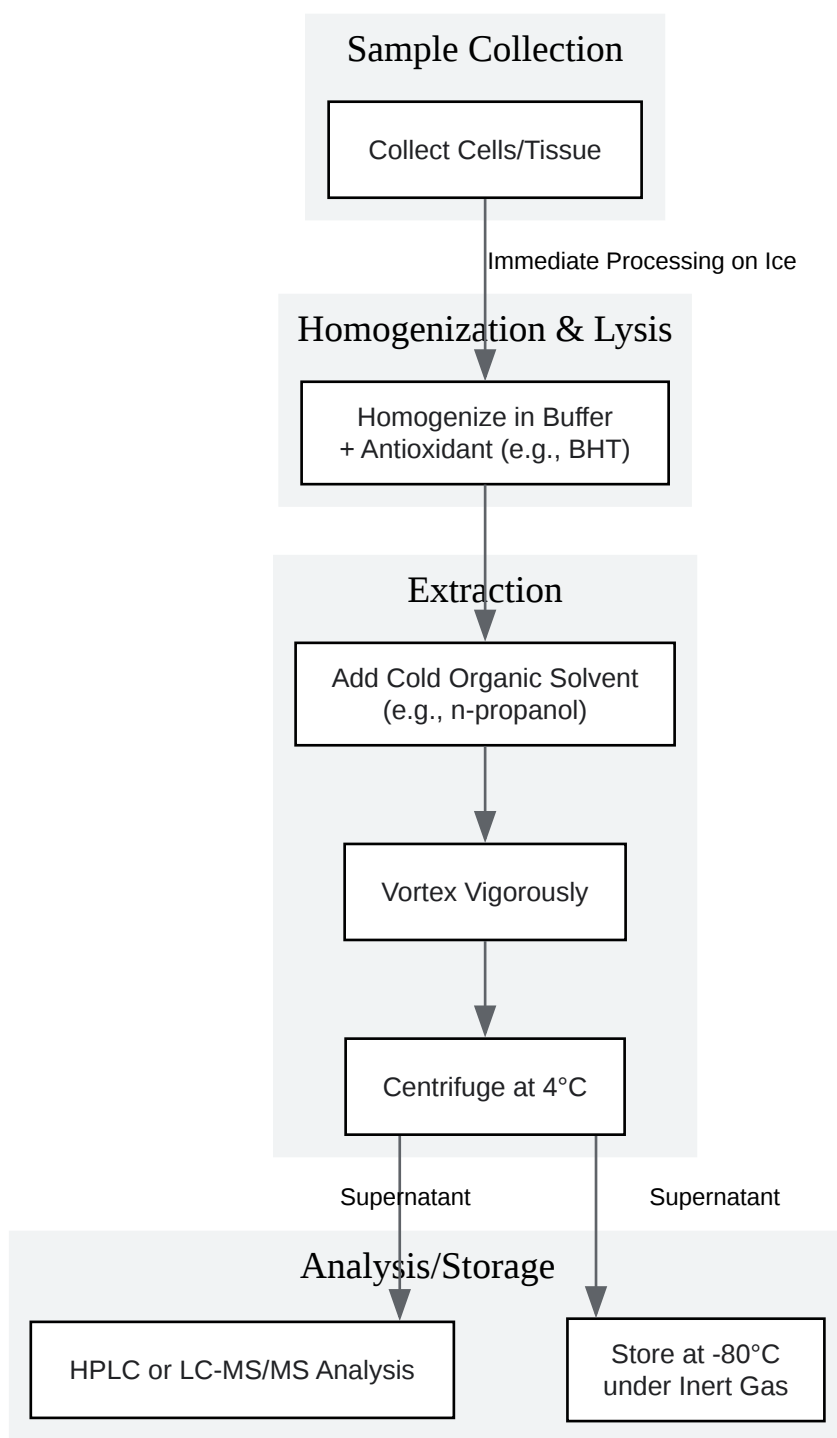 Sample Collection
Collect Cells/Tissue
Immediate Processing on Ice
Homogenization & Lysis
Homogenize in Buffer
+ Antioxidant (e.g., BHT)
Extraction
Add Cold Organic Solvent
(e.g., n-propanol)
Vortex Vigorously
Centrifuge at 4°C
Supernatant
Supernatant
Analysis/Storage
HPLC or LC-MS/MS Analysis
Store at -80°C
under Inert Gas